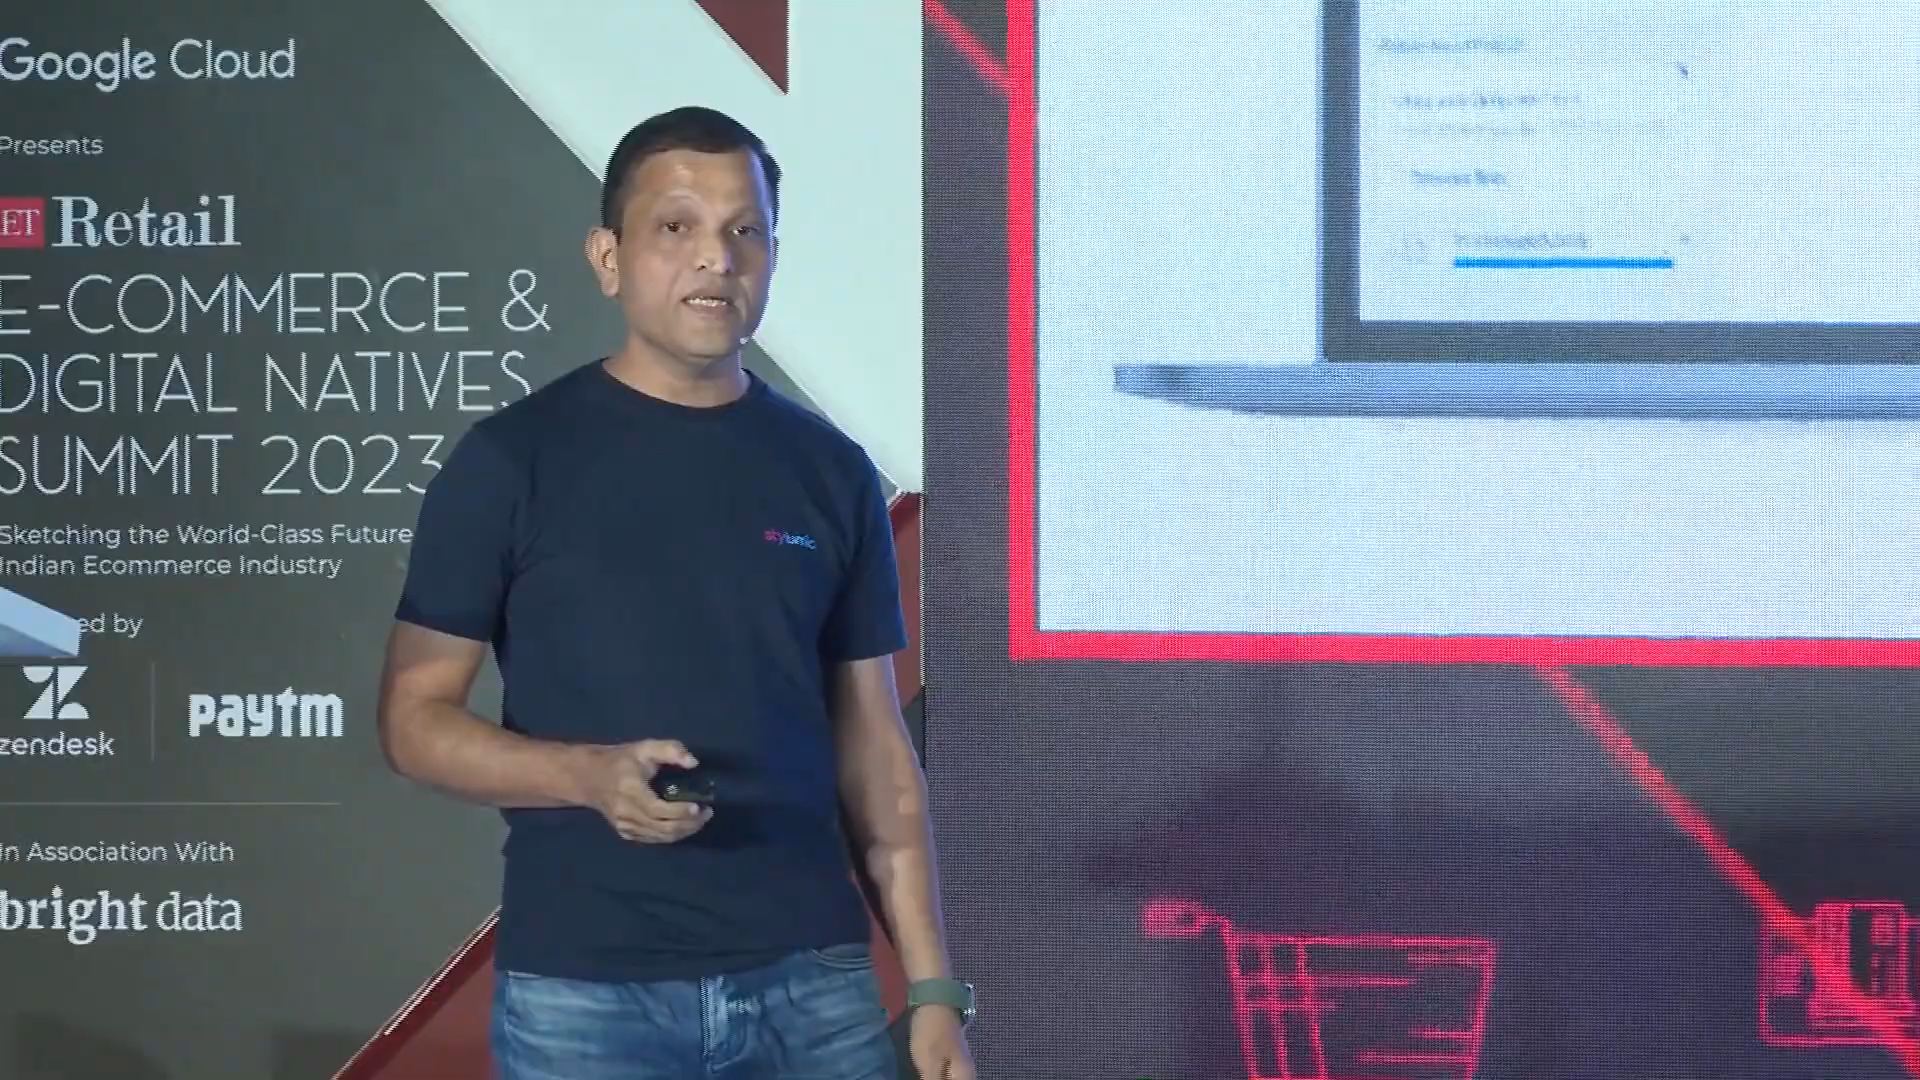 Google Cloud
Presents
ET Retail
E-COMMERCE &
DIGITAL NATIVES
SUMMIT 2023
Sketching the World-Class Future
Indian Ecommerce Industry
ed by
zendesk
paytm
In Association With
bright data
stylumia